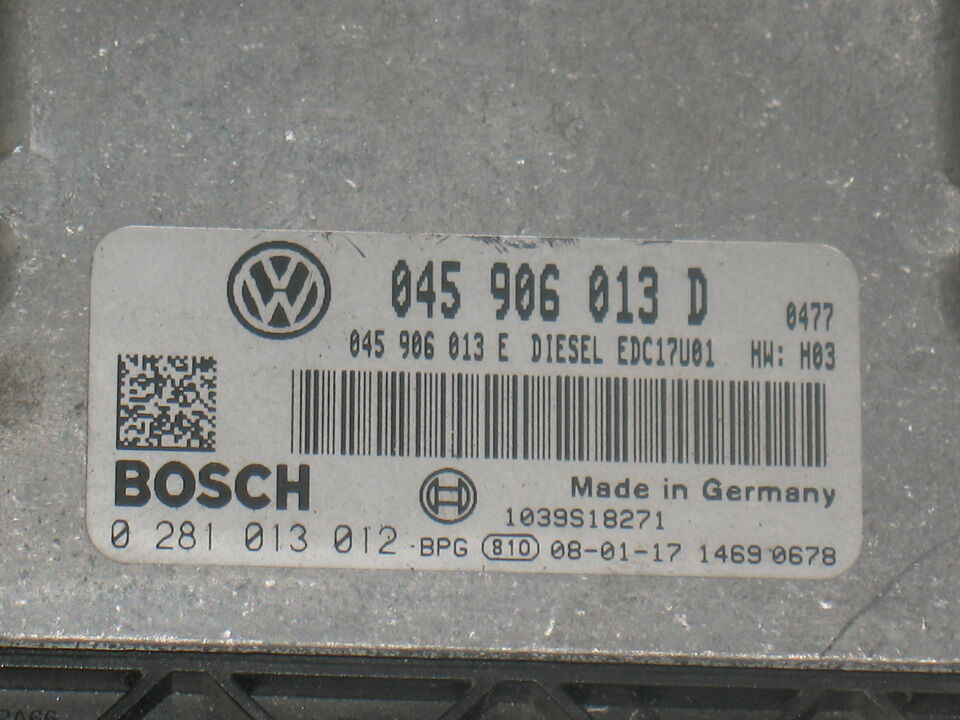 045 906 013 D 0477
045 906 013 E DIESEL EDC17U01 HW: H03
BOSCH
Made in Germany
1039S18271
0 281 013 012 BPG 810 08-01-17 1469 0678